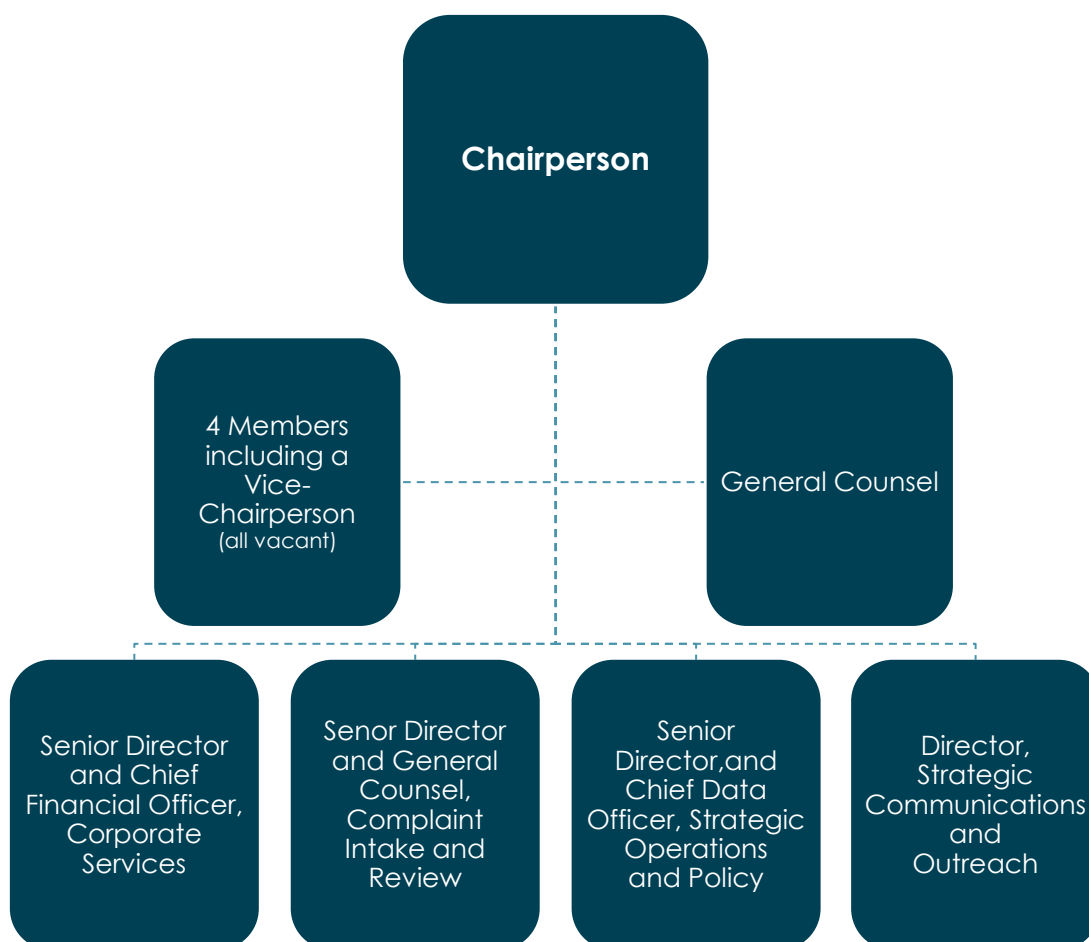 Chairperson
4 Members
including a
Vice-
Chairperson
(all vacant)
General Counsel
Senior Director
and Chief
Financial Officer,
Corporate
Services
Senor Director
and General
Counsel,
Complaint
Intake and
Review
Senior
Director,and
Chief Data
Officer, Strategic
Operations
and Policy
Director,
Strategic
Communications
and
Outreach